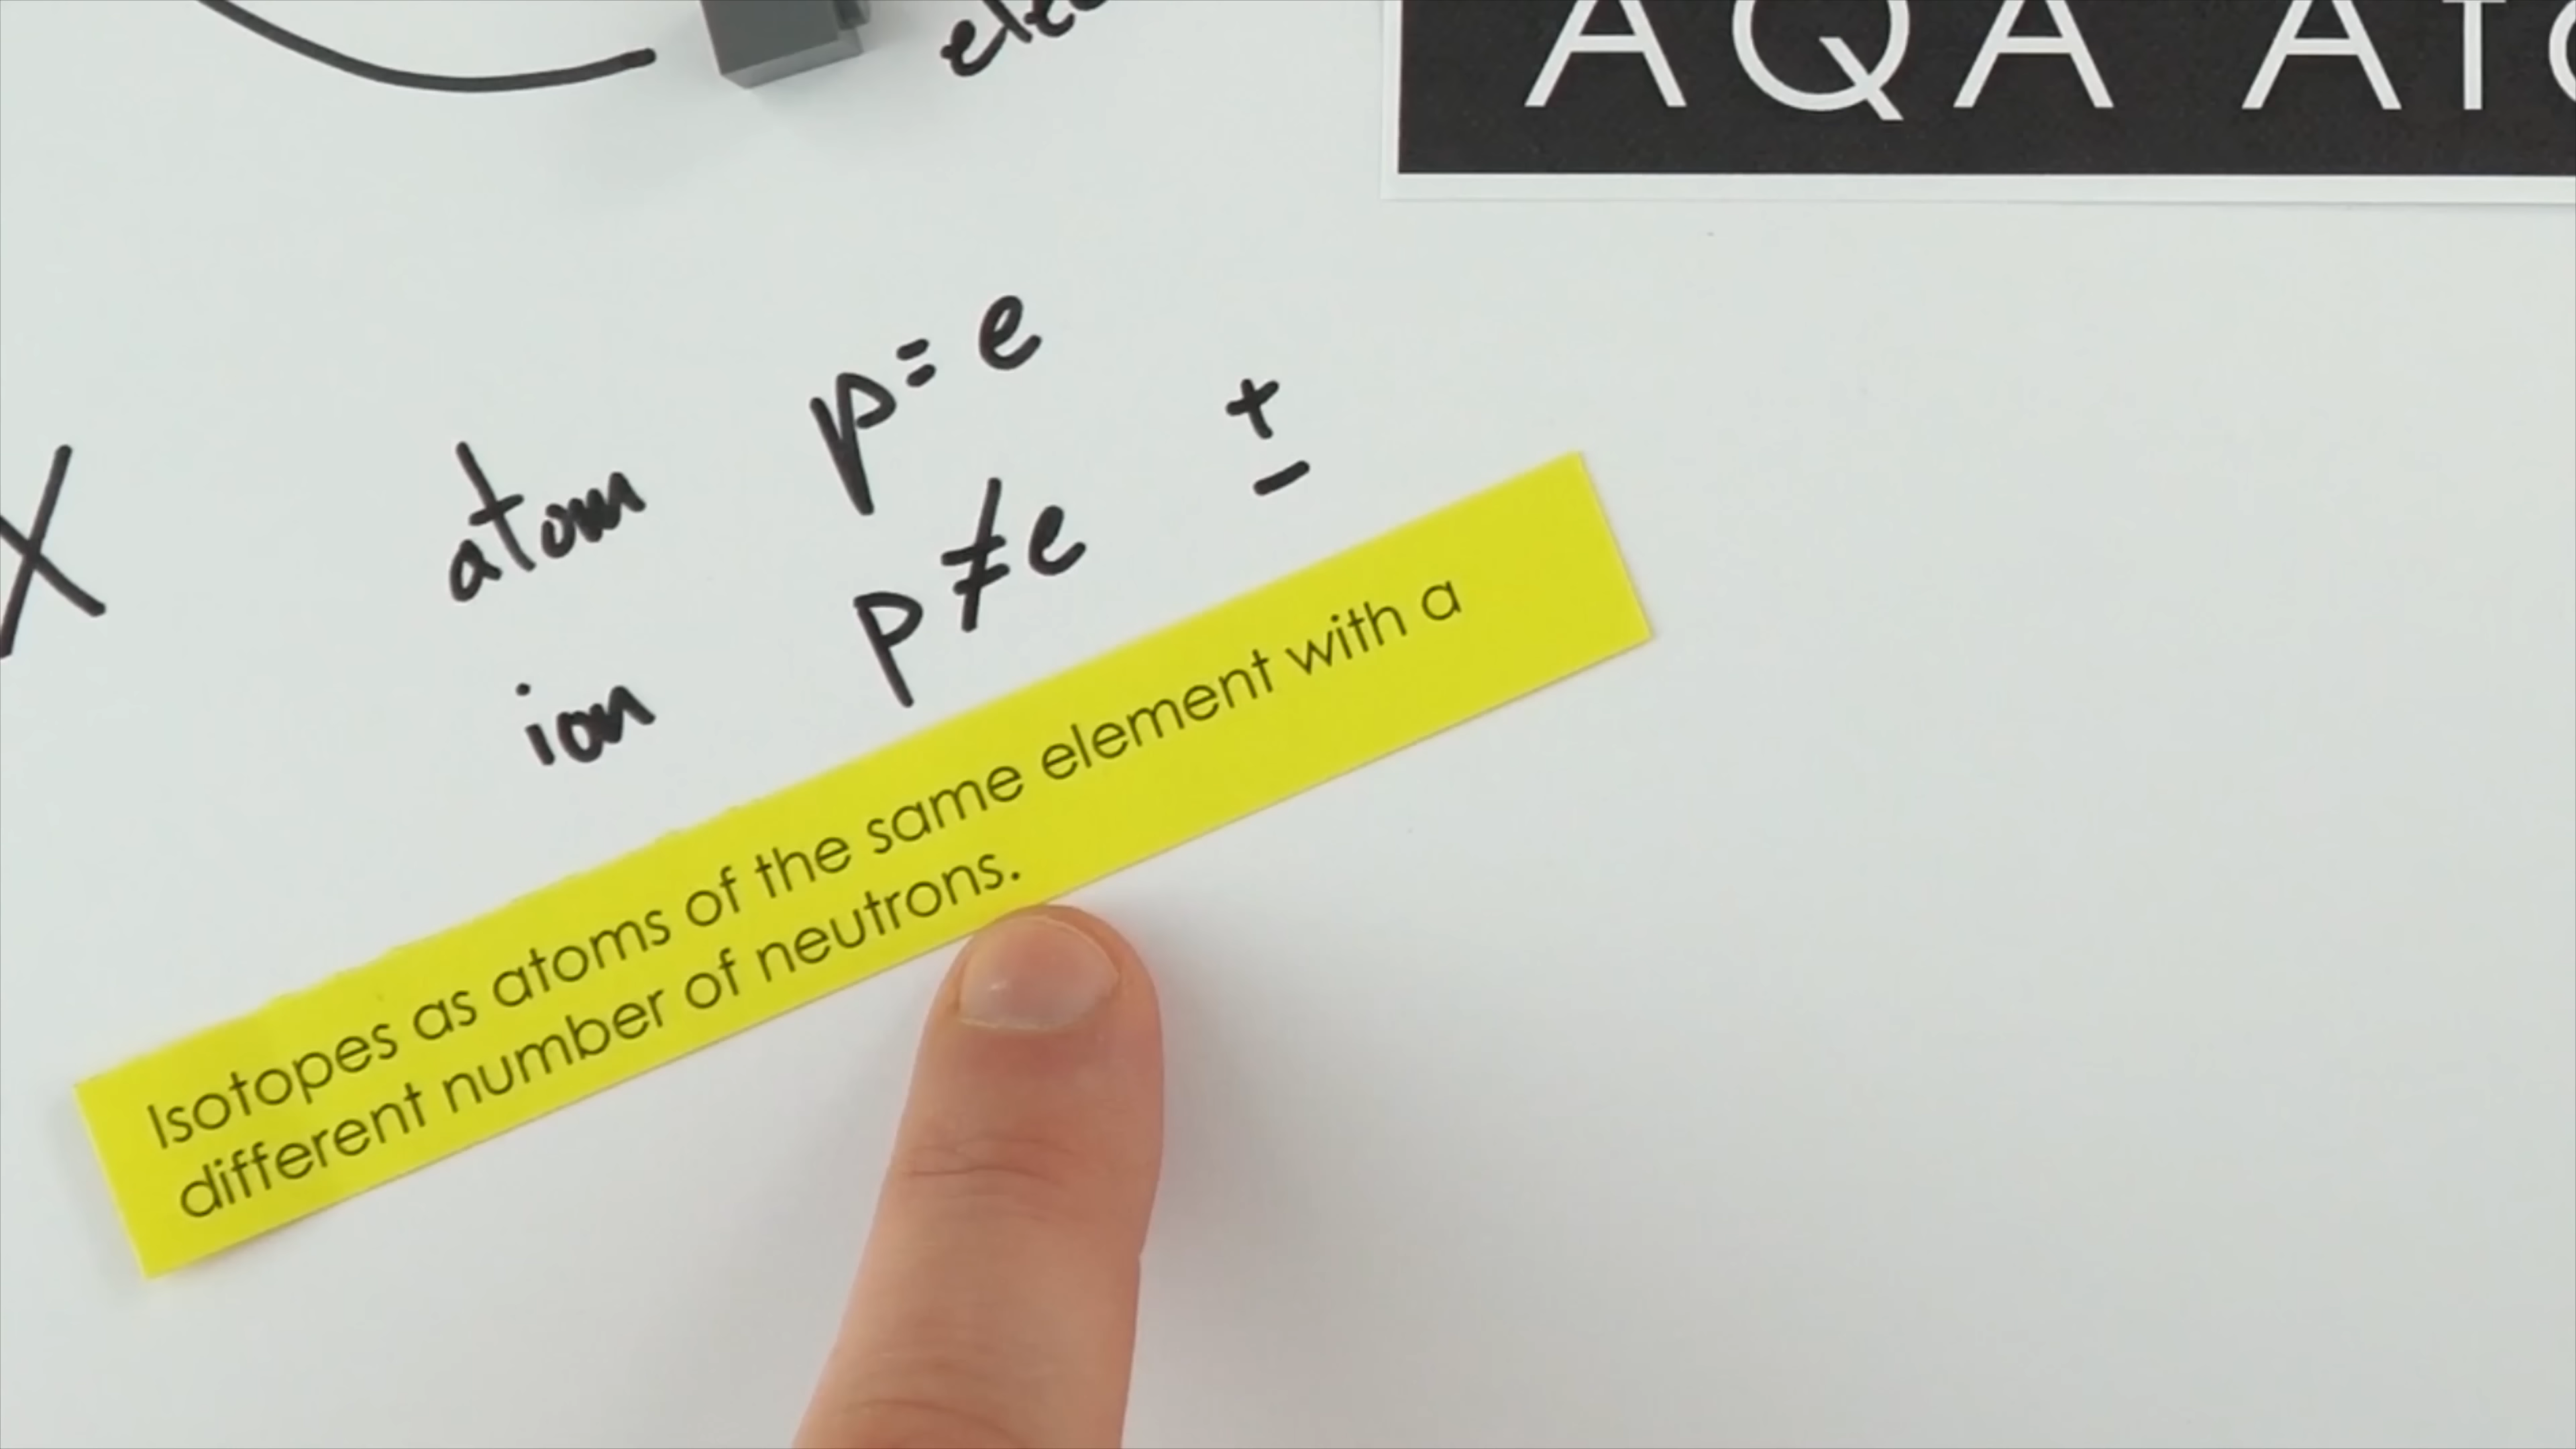 AQA
X
atom p = e
ion p ≠ e + -
Isotopes as atoms of the same element with a
different number of neutrons.